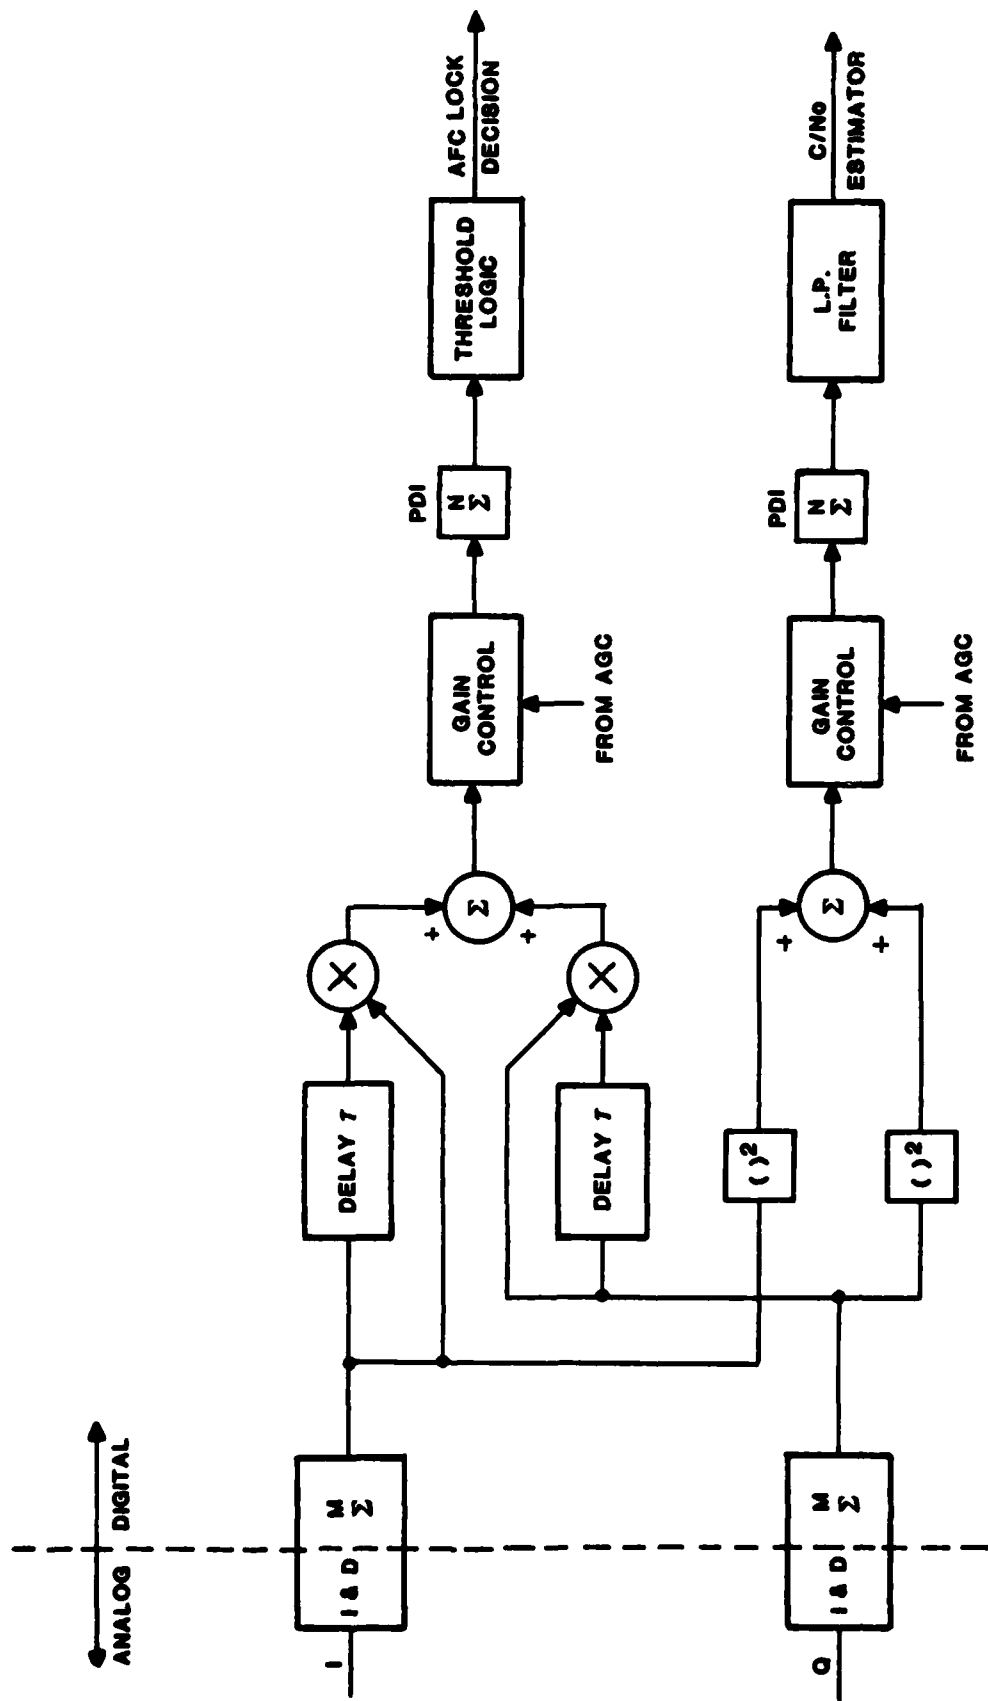 ANALOG DIGITAL
I
I & D
M
Σ
DELAY T
X
+
+
Σ
GAIN
CONTROL
FROM AGC
PDI
N
Σ
THRESHOLD
LOGIC
AFC LOCK
DECISION
DELAY T
X
Q
I & D
M
Σ
( )²
( )²
+
+
Σ
GAIN
CONTROL
FROM AGC
PDI
N
Σ
L.P.
FILTER
C/No
ESTIMATOR